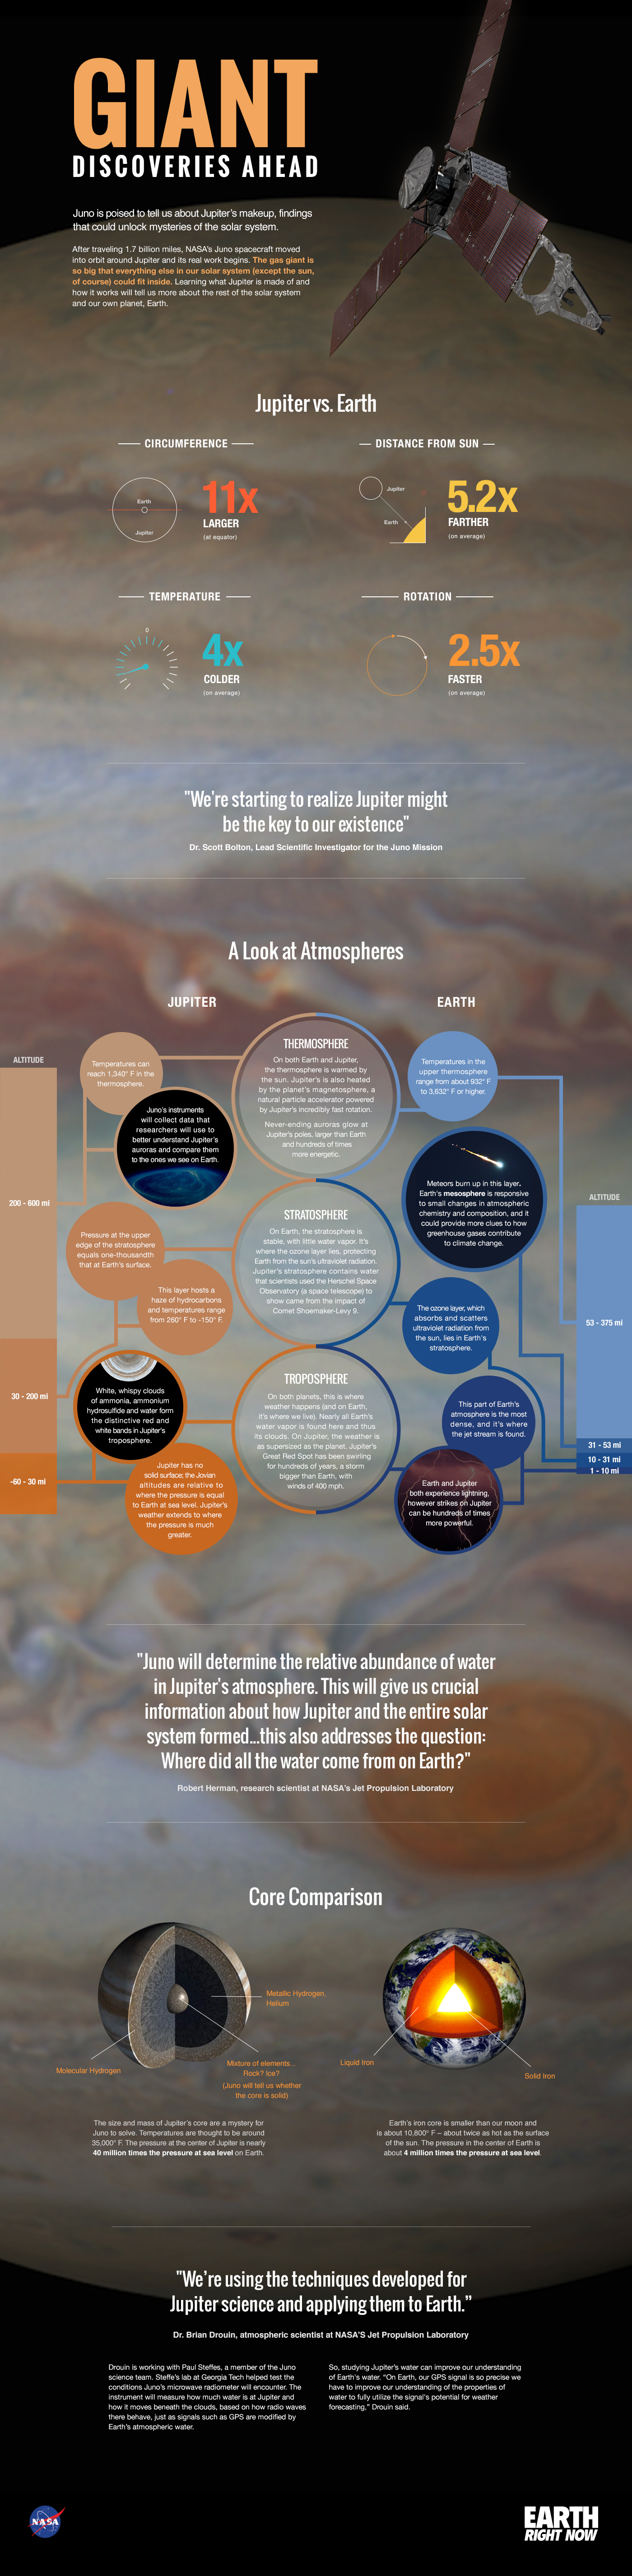 GIANT
DISCOVERIES AHEAD
Juno is poised to tell us about Jupiter's makeup, findings
that could unlock mysteries of the solar system.
After traveling 1.7 billion miles, NASA's Juno spacecraft moved
into orbit around Jupiter and its real work begins. The gas giant is
so big that everything else in our solar system (except the sun,
of course) could fit inside. Learning what Jupiter is made of and
how it works will tell us more about the rest of the solar system
and our own planet, Earth.
Jupiter vs. Earth
CIRCUMFERENCE
Earth
Jupiter
11x
LARGER
(at equator)
DISTANCE FROM SUN
Jupiter
Earth
5.2x
FARTHER
(on average)
TEMPERATURE
0
4x
COLDER
(on average)
ROTATION
2.5x
FASTER
(on average)
"We're starting to realize Jupiter might
be the key to our existence"
Dr. Scott Bolton, Lead Scientific Investigator for the Juno Mission
A Look at Atmospheres
JUPITER
EARTH
ALTITUDE
200 - 600 mi
30 - 200 mi
-60 - 30 mi
Temperatures can
reach 1,340° F in the
thermosphere.
Juno's instruments
will collect data that
researchers will use to
better understand Jupiter's
auroras and compare them
to the ones we see on Earth.
THERMOSPHERE
On both Earth and Jupiter,
the thermosphere is warmed by
the sun. Jupiter's is also heated
by the planet's magnetosphere, a
natural particle accelerator powered
by Jupiter's incredibly fast rotation.
Never-ending auroras glow at
Jupiter's poles, larger than Earth
and hundreds of times
more energetic.
Temperatures in the
upper thermosphere
range from about 932° F
to 3,632° F or higher.
Meteors burn up in this layer.
Earth's mesosphere is responsive
to small changes in atmospheric
chemistry and composition, and it
could provide more clues to how
greenhouse gases contribute
to climate change.
Pressure at the upper
edge of the stratosphere
equals one-thousandth
that at Earth's surface.
This layer hosts a
haze of hydrocarbons
and temperatures range
from 260° F to -150° F.
STRATOSPHERE
On Earth, the stratosphere is
stable, with little water vapor. It's
where the ozone layer lies, protecting
Earth from the sun's ultraviolet radiation.
Jupiter's stratosphere contains water
that scientists used the Herschel Space
Observatory (a space telescope) to
show came from the impact of
Comet Shoemaker-Levy 9.
The ozone layer, which
absorbs and scatters
ultraviolet radiation from
the sun, lies in Earth's
stratosphere.
White, whispy clouds
of ammonia, ammonium
hydrosulfide and water form
the distinctive red and
white bands in Jupiter's
troposphere.
Jupiter has no
solid surface; the Jovian
altitudes are relative to
where the pressure is equal
to Earth at sea level. Jupiter's
weather extends to where
the pressure is much
greater.
TROPOSPHERE
On both planets, this is where
weather happens (and on Earth,
it's where we live). Nearly all Earth's
water vapor is found here and thus
its clouds. On Jupiter, the weather is
as supersized as the planet. Jupiter's
Great Red Spot has been swirling
for hundreds of years, a storm
bigger than Earth, with
winds of 400 mph.
This part of Earth's
atmosphere is the most
dense, and it's where
the jet stream is found.
Earth and Jupiter
both experience lightning,
however strikes on Jupiter
can be hundreds of times
more powerful.
ALTITUDE
53 - 375 mi
31 - 53 mi
10 - 31 mi
1 - 10 mi
"Juno will determine the relative abundance of water
in Jupiter's atmosphere. This will give us crucial
information about how Jupiter and the entire solar
system formed...this also addresses the question:
Where did all the water come from on Earth?"
Robert Herman, research scientist at NASA's Jet Propulsion Laboratory
Core Comparison
Metallic Hydrogen,
Helium
Molecular Hydrogen
Mixture of elements...
Rock? Ice?
(Juno will tell us whether
the core is solid)
Liquid Iron
Solid Iron
The size and mass of Jupiter's core are a mystery for
Juno to solve. Temperatures are thought to be around
35,000° F. The pressure at the center of Jupiter is nearly
40 million times the pressure at sea level on Earth.
Earth's iron core is smaller than our moon and
is about 10,800° F – about twice as hot as the surface
of the sun. The pressure in the center of Earth is
about 4 million times the pressure at sea level.
"We're using the techniques developed for
Jupiter science and applying them to Earth.”
Dr. Brian Drouin, atmospheric scientist at NASA'S Jet Propulsion Laboratory
Drouin is working with Paul Steffes, a member of the Juno
science team. Steffe's lab at Georgia Tech helped test the
conditions Juno's microwave radiometer will encounter. The
instrument will measure how much water is at Jupiter and
how it moves beneath the clouds, based on how radio waves
there behave, just as signals such as GPS are modified by
Earth's atmospheric water.
So, studying Jupiter's water can improve our understanding
of Earth's water. “On Earth, our GPS signal is so precise we
have to improve our understanding of the properties of
water to fully utilize the signal's potential for weather
forecasting,” Drouin said.
NASA
EARTH
RIGHT NOW